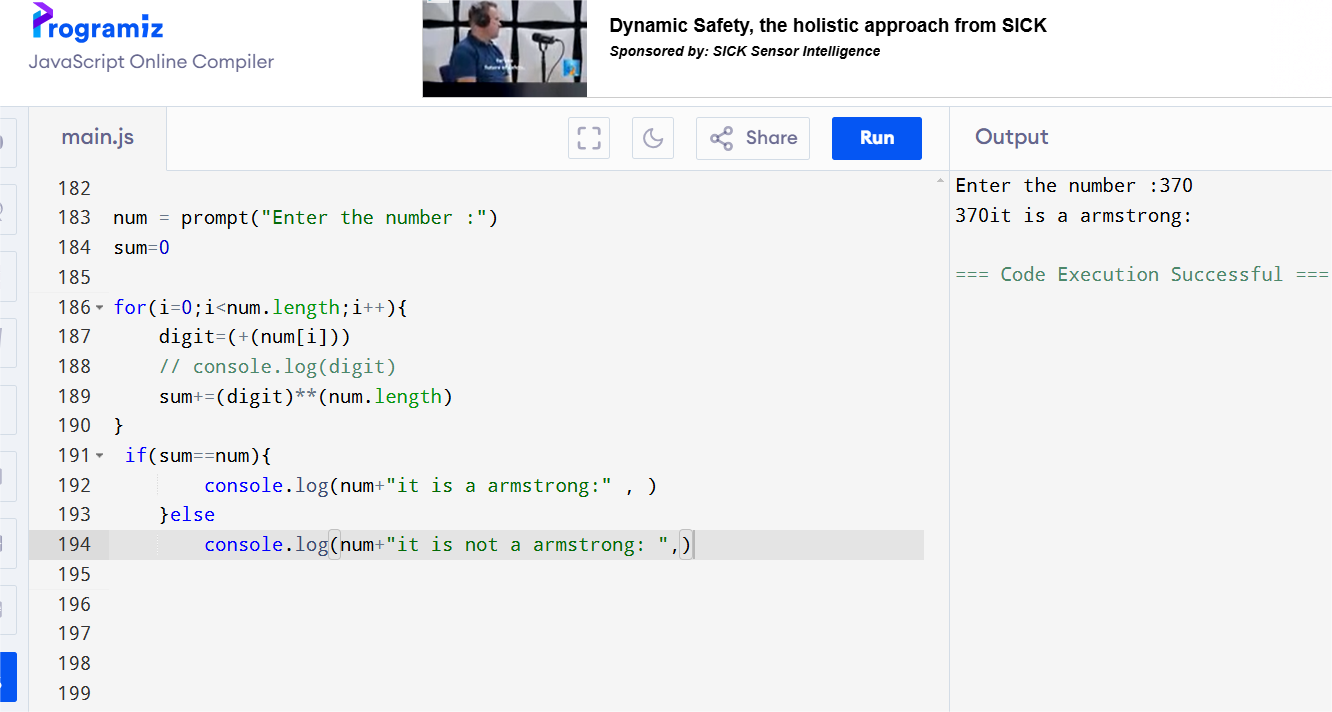 Programiz
JavaScript Online Compiler
Dynamic Safety, the holistic approach from SICK
Sponsored by: SICK Sensor Intelligence
main.js
Share
Run
Output
182
183 num = prompt("Enter the number :")
184 sum=0
185
186 for(i=0;i<num.length;i++){
187 digit=(+(num[i]))
188 // console.log(digit)
189 sum+=(digit)**(num.length)
190 }
191 if(sum==num){
192 console.log(num+"it is a armstrong:" , )
193 }else
194 console.log(num+"it is not a armstrong: ",)
195
196
197
198
199
Enter the number :370
370it is a armstrong:
=== Code Execution Successful ===